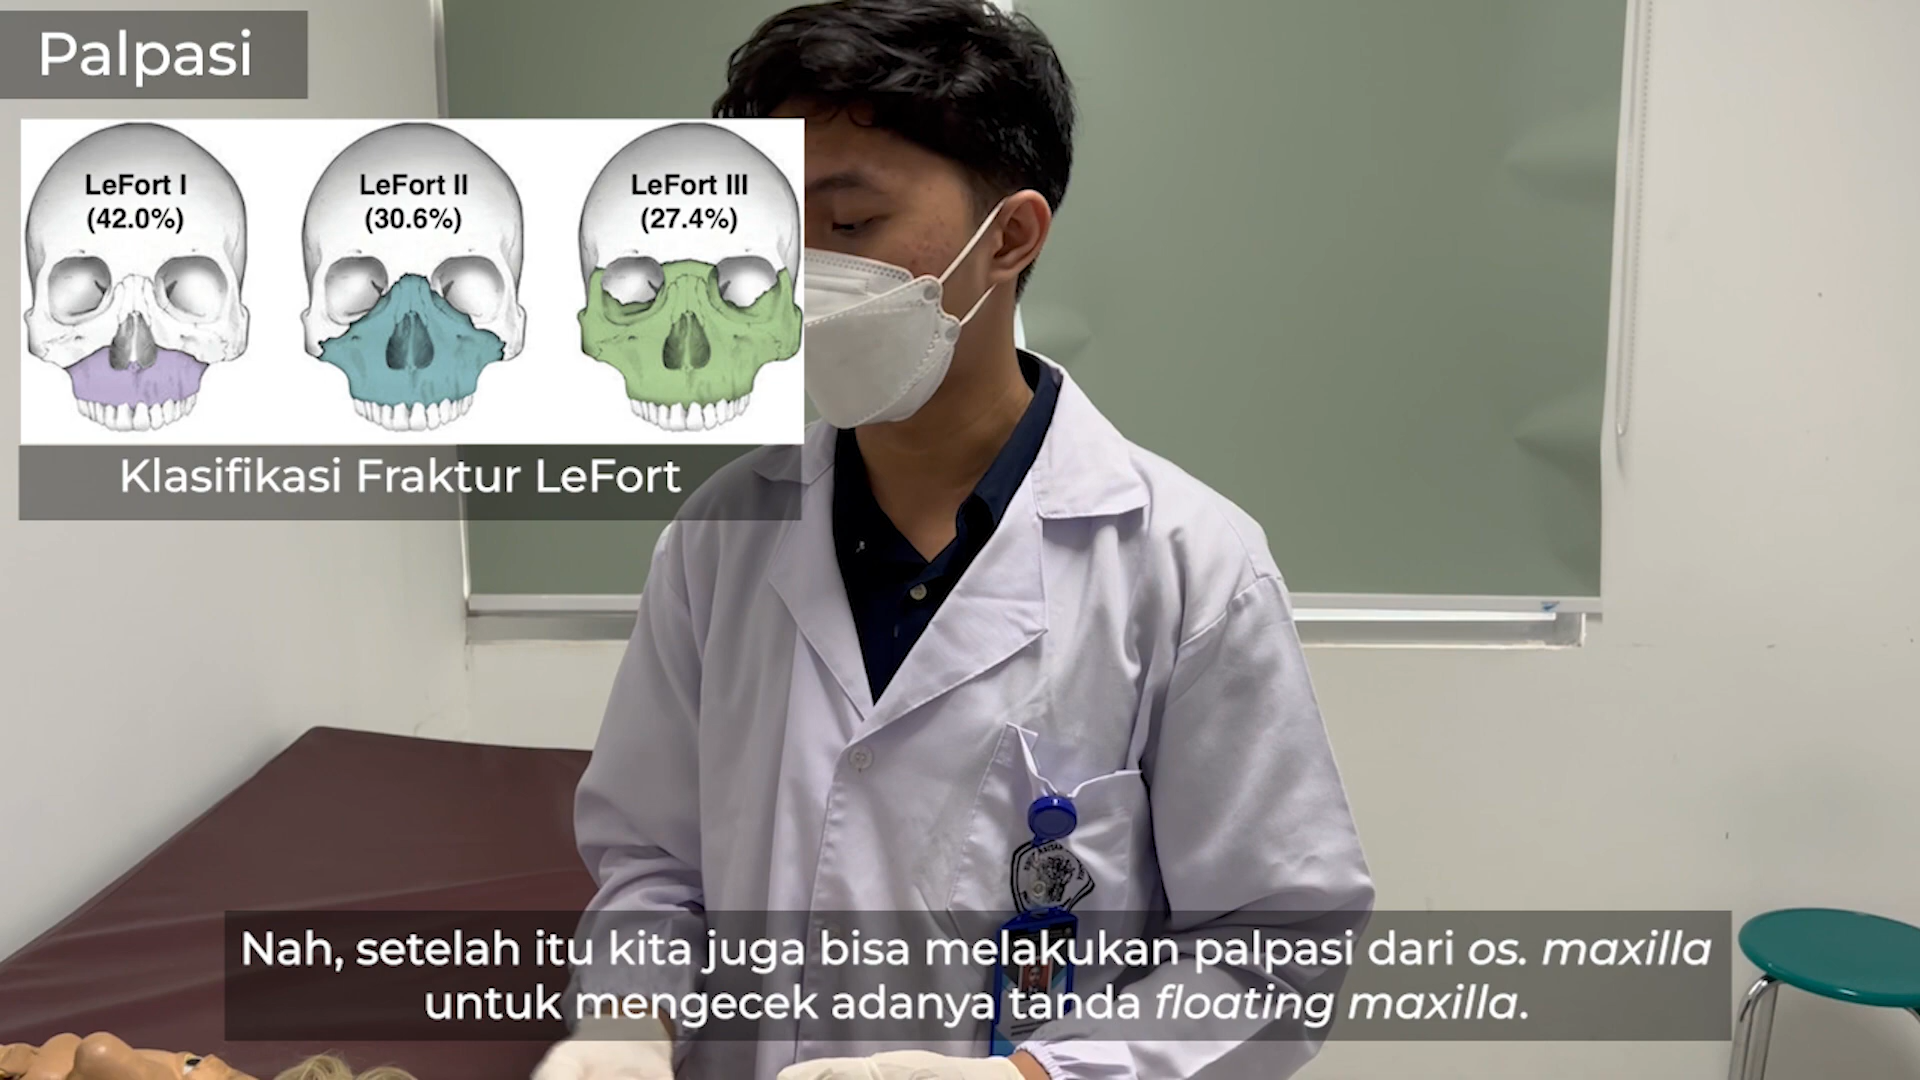 Palpasi
LeFort I
(42.0%)
LeFort II
(30.6%)
LeFort III
(27.4%)
Klasifikasi Fraktur LeFort
Nah, setelah itu kita juga bisa melakukan palpasi dari os. maxilla
untuk mengecek adanya tanda floating maxilla.